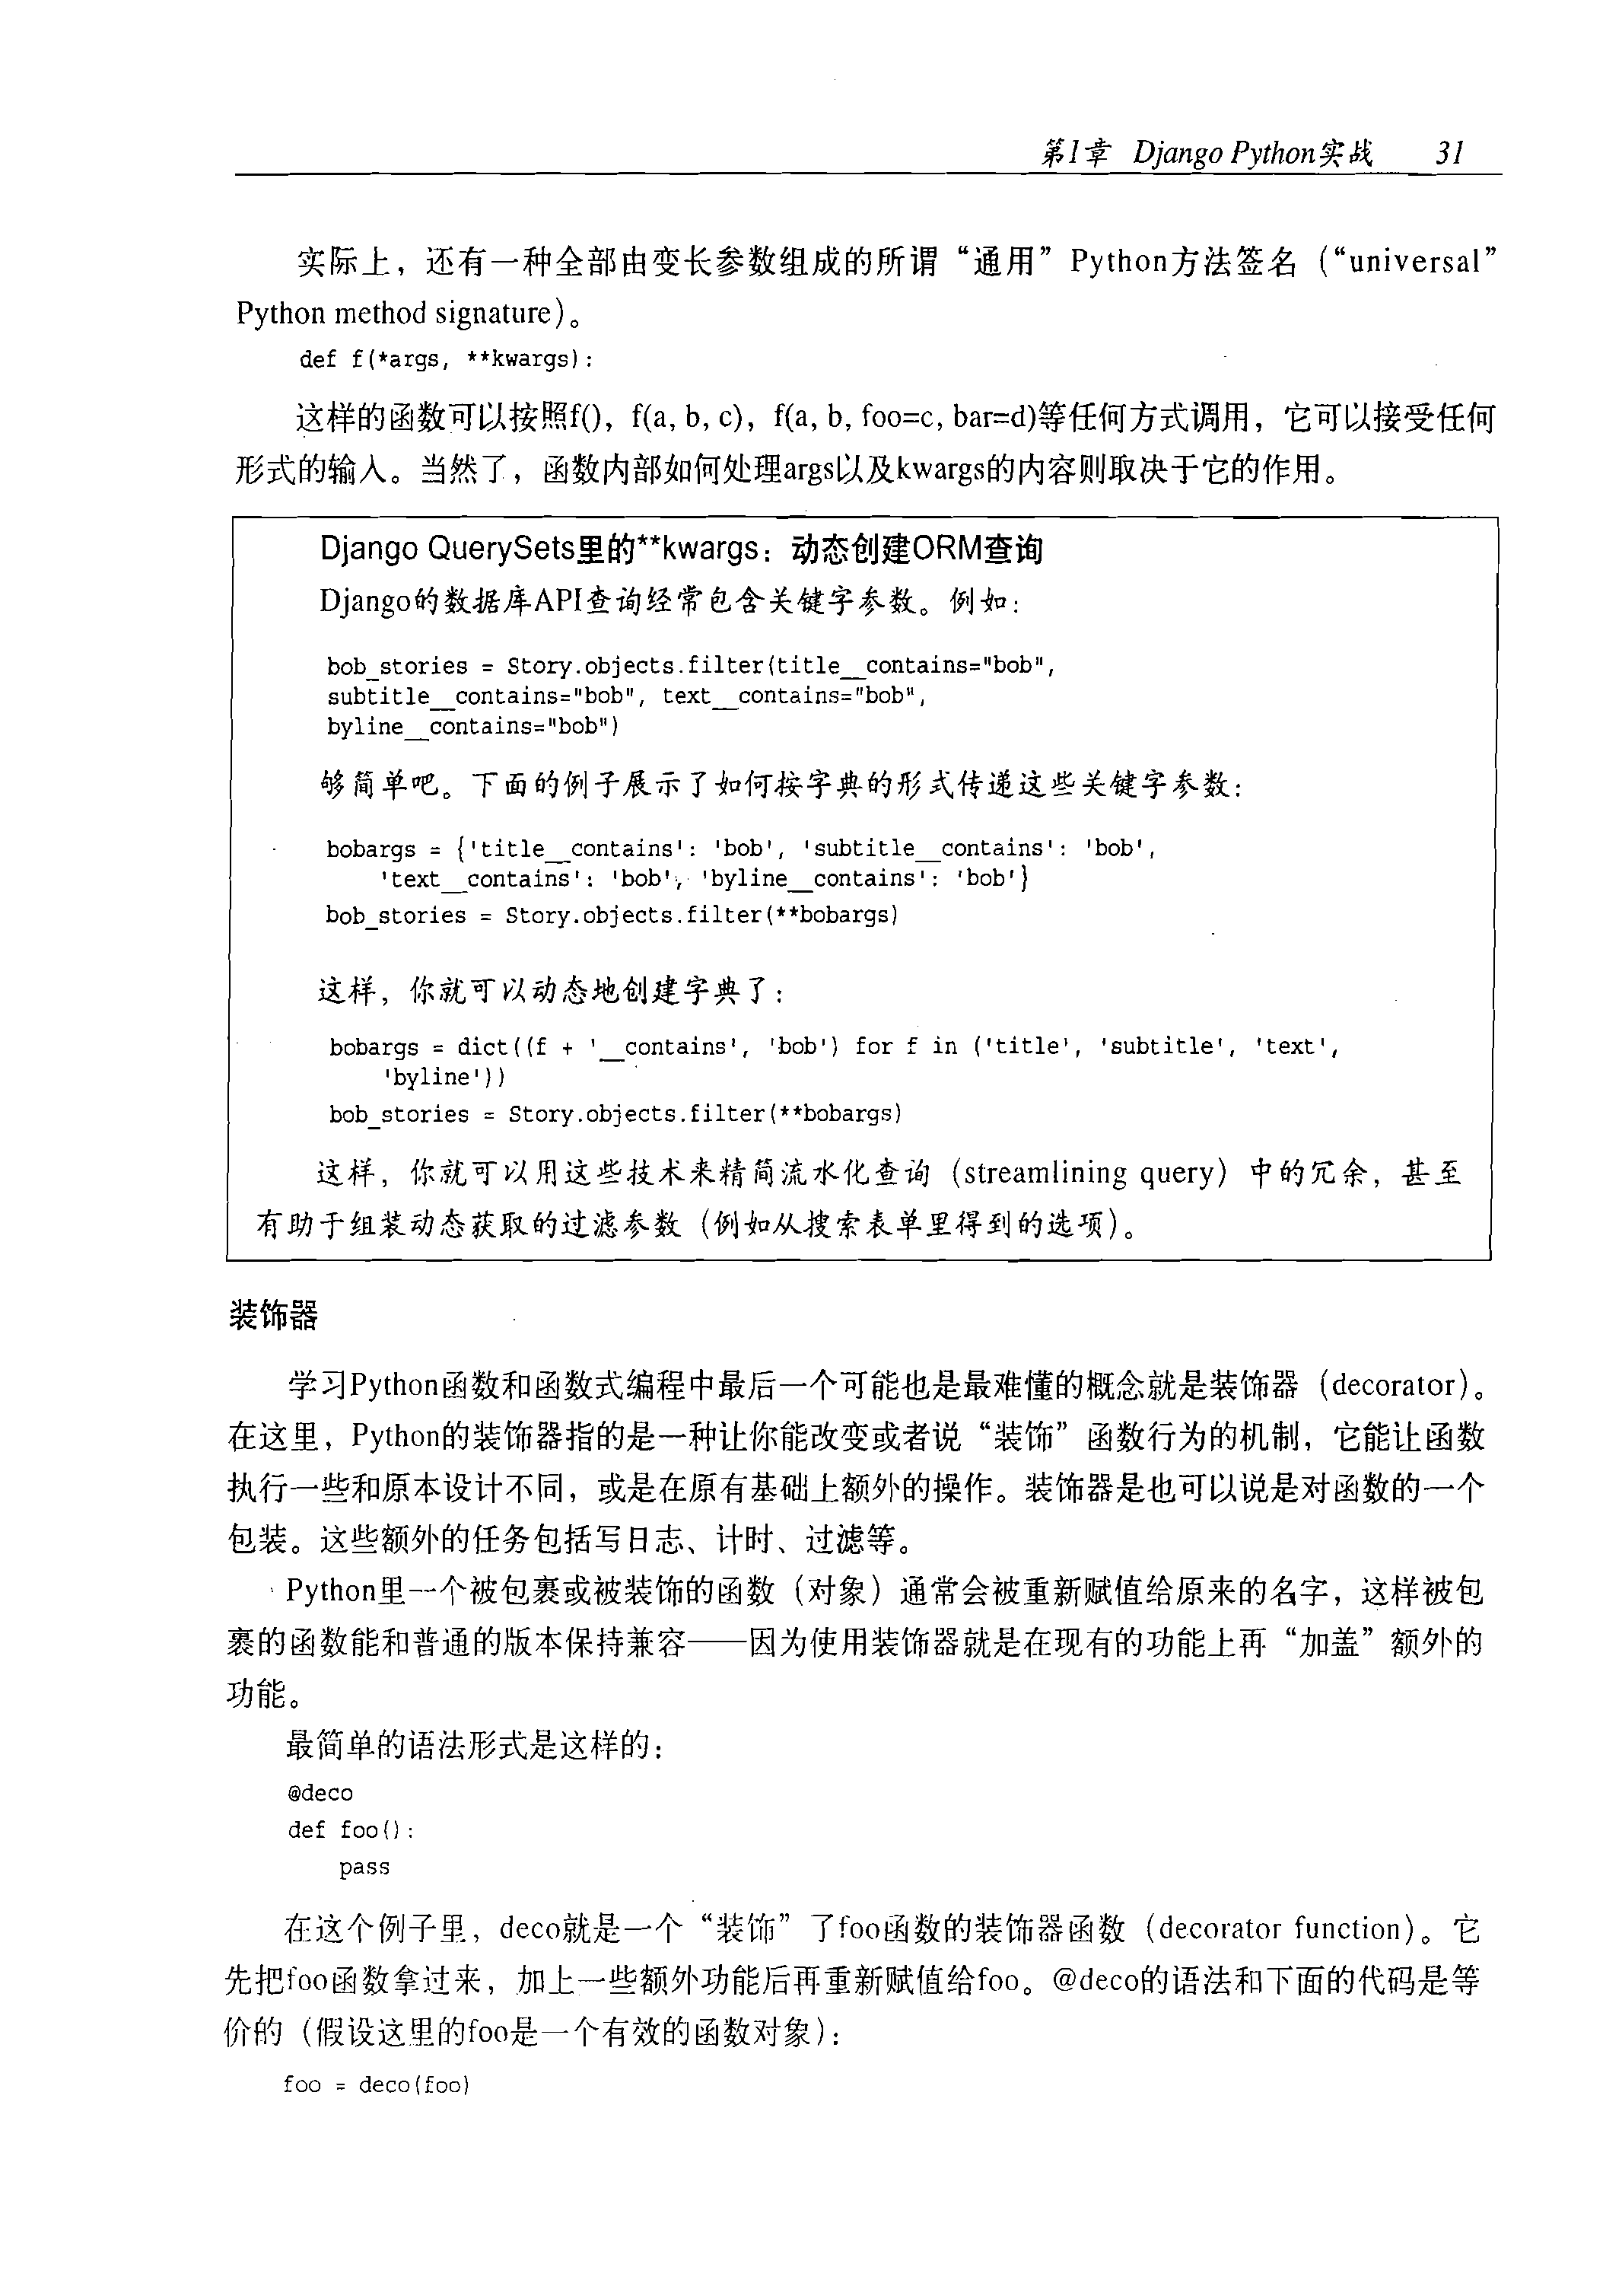 第1章 Django Python实战 31
实际上，还有一种全部由变长参数组成的所谓“通用”Python方法签名（“universal”
Python method signature）。
def f(*args, **kwargs):
这样的函数可以按照f()，f(a, b, c)，f(a, b, foo=c, bar=d)等任何方式调用，它可以接受任何
形式的输入。当然了，函数内部如何处理args以及kwargs的内容则取决于它的作用。
Django QuerySets里的**kwargs：动态创建ORM查询
Django的数据库API查询经常包含关键字参数。例如：
bob_stories = Story.objects.filter(title__contains="bob",
subtitle__contains="bob", text__contains="bob",
byline__contains="bob")
够简单吧。下面的例子展示了如何按字典的形式传递这些关键字参数：
bobargs = {'title__contains': 'bob', 'subtitle__contains': 'bob',
    'text__contains': 'bob', 'byline__contains': 'bob'}
bob_stories = Story.objects.filter(**bobargs)
这样，你就可以动态地创建字典了：
bobargs = dict((f + '__contains', 'bob') for f in ('title', 'subtitle', 'text',
    'byline'))
bob_stories = Story.objects.filter(**bobargs)
这样，你就可以用这些技术来精简流水化查询（streamlining query）中的冗余，甚至
有助于组装动态获取的过滤参数（例如从搜索表单里得到的选项）。
装饰器
学习Python函数和函数式编程中最后一个可能也是最难懂的概念就是装饰器（decorator）。
在这里，Python的装饰器指的是一种让你能改变或者说“装饰”函数行为的机制，它能让函数
执行一些和原本设计不同，或是在原有基础上额外的操作。装饰器是也可以说是对函数的一个
包装。这些额外的任务包括写日志、计时、过滤等。
Python里一个被包裹或被装饰的函数（对象）通常会被重新赋值给原来的名字，这样被包
裹的函数能和普通的版本保持兼容——因为使用装饰器就是在现有的功能上再“加盖”额外的
功能。
最简单的语法形式是这样的：
@deco
def foo():
    pass
在这个例子里，deco就是一个“装饰”了foo函数的装饰器函数（decorator function）。它
先把foo函数拿过来，加上一些额外功能后再重新赋值给foo。@deco的语法和下面的代码是等
价的（假设这里的foo是一个有效的函数对象）：
foo = deco(foo)